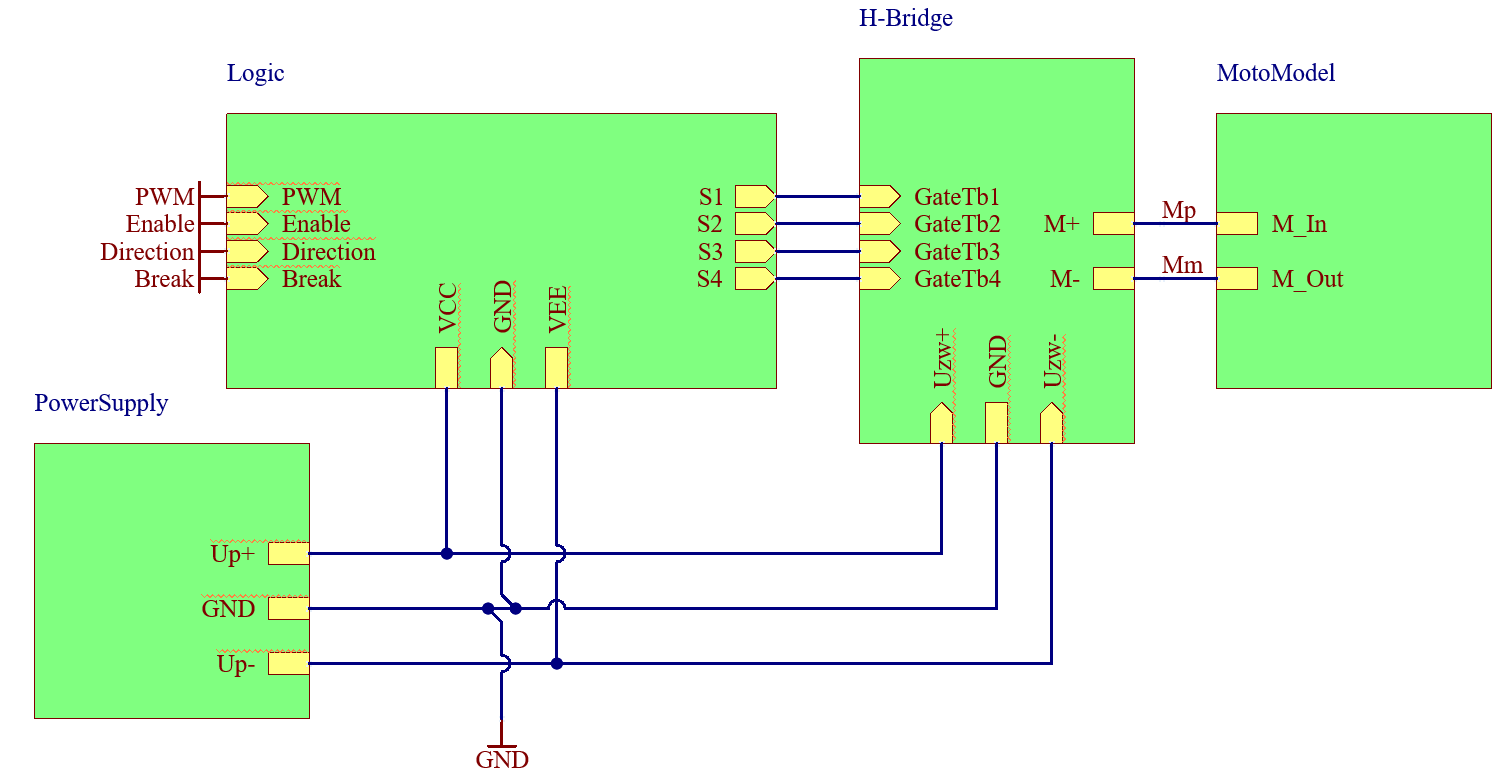 H-Bridge
Logic
MotoModel
PWM PWM S1 GateTb1
Enable Enable S2 GateTb2 M+ Mp M_In
Direction Direction S3 GateTb3
Break Break S4 GateTb4 M- Mm M_Out
VCC GND VEE
Uzw+ GND Uzw-
PowerSupply
Up+
GND
Up-
GND